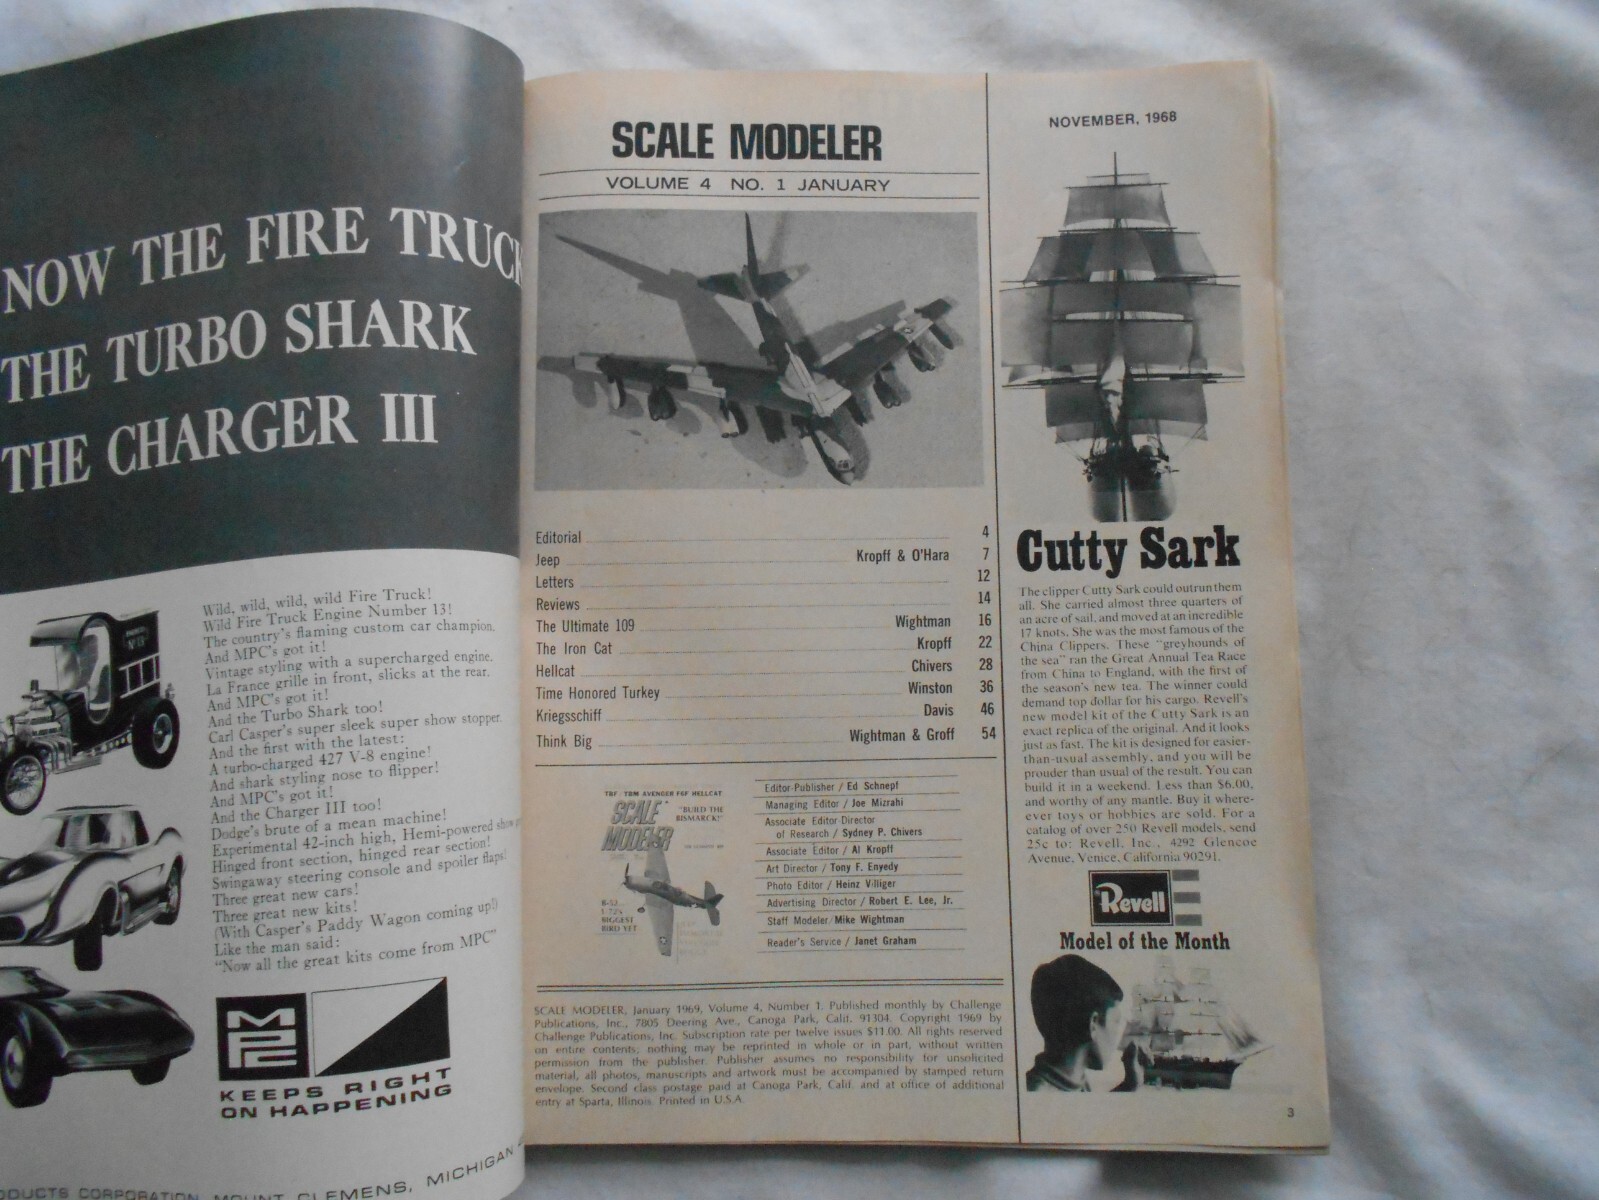 NOW THE FIRE TRUCK
THE TURBO SHARK
THE CHARGER III
Wild, wild, wild, wild Fire Truck!
Wild Fire Truck Engine Number 13!
The country's flaming custom car champion.
And MPC's got it!
Vintage styling with a supercharged engine.
La France grille in front, slicks at the rear.
And MPC's got it!
And the Turbo Shark too!
Carl Casper's super sleek super show stopper.
And the first with the latest:
A turbo-charged 427 V-8 engine!
And shark styling nose to flipper!
And MPC's got it!
And the Charger III too!
Dodge's brute of a mean machine!
Experimental 42-inch high, Hemi-powered show
Hinged front section, hinged rear section!
Swingaway steering console and spoiler flaps!
Three great new cars!
Three great new kits!
(With Casper's Paddy Wagon coming up!)
Like the man said:
"Now all the great kits come from MPC"
MPC
KEEPS RIGHT
ON HAPPENING
CORPORATION MOUNT CLEMENS, MICHIGAN
SCALE MODELER
VOLUME 4 NO. 1 JANUARY
Editorial 4
Jeep Kropff & O'Hara 7
Letters 12
Reviews 14
The Ultimate 109 Wightman 16
The Iron Cat Kropff 22
Hellcat Chivers 28
Time Honored Turkey Winston 36
Kriegsschiff Davis 46
Think Big Wightman & Groff 54
TBF/TBM AVENGER F6F HELLCAT
SCALE MODELER
"BUILD THE
BISMARCK!"
B-52...
1/72's
BIGGEST
BIRD YET
Editor-Publisher / Ed Schnepf
Managing Editor / Joe Mizrahi
Associate Editor-Director
of Research / Sydney P. Chivers
Associate Editor / Al Kropff
Art Director / Tony F. Enyedy
Photo Editor / Heinz Villiger
Advertising Director / Robert E. Lee, Jr.
Staff Modeler/Mike Wightman
Reader's Service / Janet Graham
SCALE MODELER, January 1969, Volume 4, Number 1. Published monthly by Challenge
Publications, Inc., 7805 Deering Ave., Canoga Park, Calif. 91304. Copyright 1969 by
Challenge Publications, Inc. Subscription rate per twelve issues $11.00. All rights reserved
on entire contents; nothing may be reprinted in whole or in part, without written
permission from the publisher. Publisher assumes no responsibility for unsolicited
material, all photos, manuscripts and artwork must be accompanied by stamped return
envelope. Second class postage paid at Canoga Park, Calif. and at office of additional
entry at Sparta, Illinois. Printed in U.S.A.
NOVEMBER, 1968
Cutty Sark
The clipper Cutty Sark could outrun them
all. She carried almost three quarters of
an acre of sail, and moved at an incredible
17 knots. She was the most famous of the
China Clippers. These "greyhounds of
the sea" ran the Great Annual Tea Race
from China to England, with the first of
the season's new tea. The winner could
demand top dollar for his cargo. Revell's
new model kit of the Cutty Sark is an
exact replica of the original. And it looks
just as fast. The kit is designed for easier-
than-usual assembly, and you will be
prouder than usual of the result. You can
build it in a weekend. Less than $6.00,
and worthy of any mantle. Buy it where-
ever toys or hobbies are sold. For a
catalog of over 250 Revell models, send
25c to: Revell, Inc., 4292 Glencoe
Avenue, Venice, California 90291.
Revell
Model of the Month
3